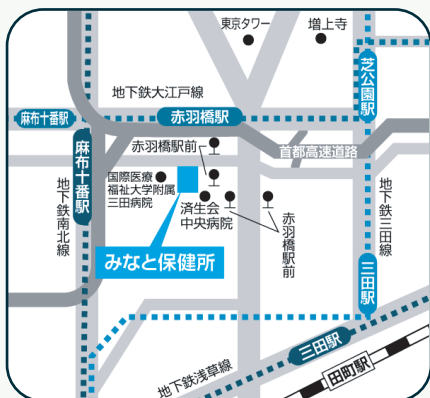 東京タワー
増上寺
地下鉄大江戸線
芝公園駅
麻布十番駅
赤羽橋駅
麻布十番駅
赤羽橋駅前
首都高速道路
国際医療
福祉大学附属
三田病院
済生会
中央病院
赤羽橋駅前
地下鉄南北線
地下鉄三田線
みなと保健所
三田駅
三田駅
地下鉄浅草線
田町駅